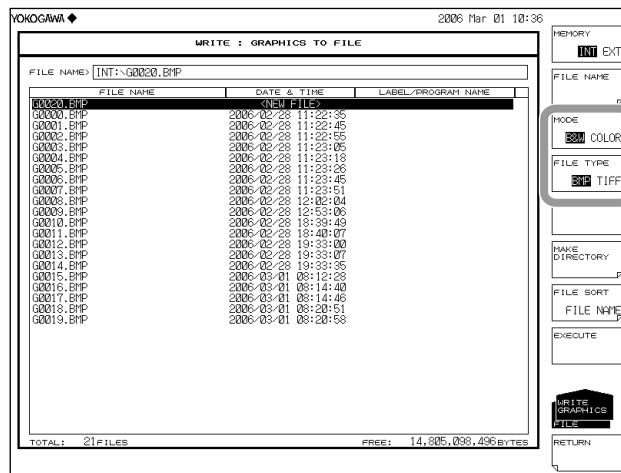 YOKOGAWA ◆ 2006 Mar 01 10:36
WRITE : GRAPHICS TO FILE
FILE NAME> INT:\G0020.BMP
FILE NAME DATE & TIME LABEL/PROGRAM NAME
G0020.BMP <NEW FILE>
G0000.BMP 2006/02/28 11:22:35
G0001.BMP 2006/02/28 11:22:45
G0002.BMP 2006/02/28 11:22:55
G0003.BMP 2006/02/28 11:23:05
G0004.BMP 2006/02/28 11:23:18
G0005.BMP 2006/02/28 11:23:26
G0006.BMP 2006/02/28 11:23:45
G0007.BMP 2006/02/28 11:23:51
G0008.BMP 2006/02/28 12:02:04
G0009.BMP 2006/02/28 12:53:06
G0010.BMP 2006/02/28 18:39:49
G0011.BMP 2006/02/28 18:40:07
G0012.BMP 2006/02/28 19:33:00
G0013.BMP 2006/02/28 19:33:07
G0014.BMP 2006/02/28 19:33:35
G0015.BMP 2006/03/01 08:12:28
G0016.BMP 2006/03/01 08:14:40
G0017.BMP 2006/03/01 08:14:46
G0018.BMP 2006/03/01 08:20:51
G0019.BMP 2006/03/01 08:20:58
TOTAL: 21FILES FREE: 14,805,098,496BYTES
MEMORY
INT EXT
FILE NAME
MODE
B&W COLOR
FILE TYPE
BMP TIFF
MAKE
DIRECTORY
FILE SORT
FILE NAME
EXECUTE
WRITE
GRAPHICS
FILE
RETURN